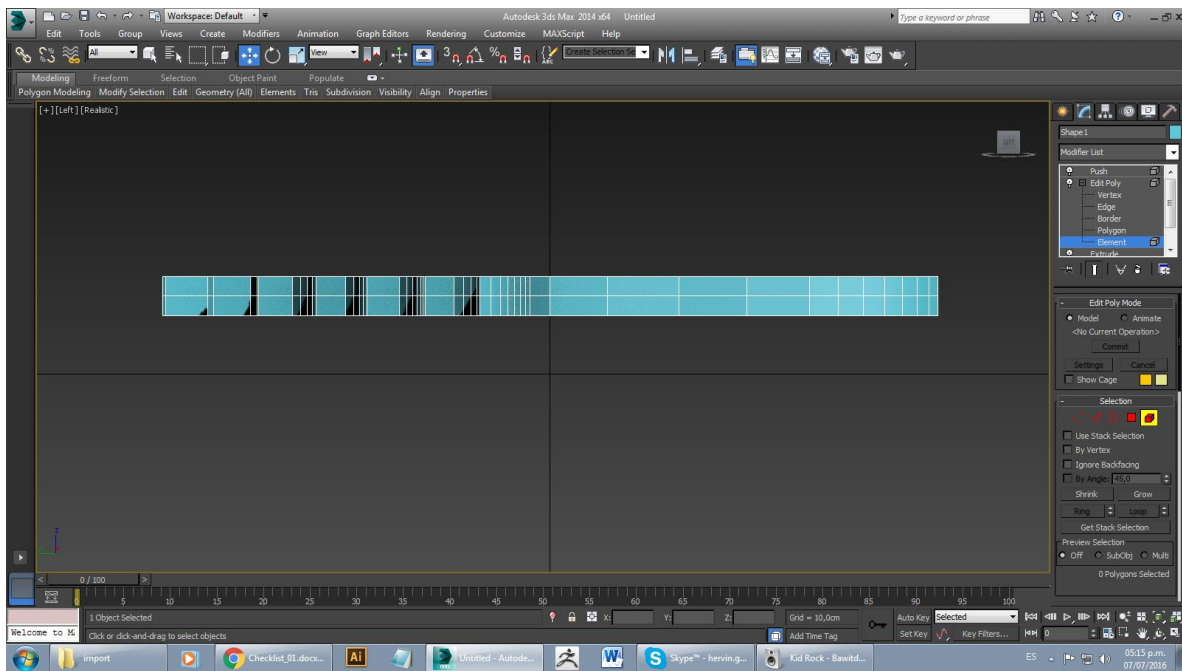 Workspace: Default
Autodesk 3ds Max 2014 x64 Untitled
Type a keyword or phrase
Edit Tools Group Views Create Modifiers Animation Graph Editors Rendering Customize MAXScript Help
All
View
Create Selection Se
Modeling Freeform Selection Object Paint Populate
Polygon Modeling Modify Selection Edit Geometry (All) Elements Tris Subdivision Visibility Align Properties
[+] [Left] [Realistic]
Shape1
Modifier List
Push
Edit Poly
Vertex
Edge
Border
Polygon
Element
Extrude
Edit Poly Mode
Model Animate
<No Current Operation>
Commit
Settings Cancel
Show Cage
Selection
Use Stack Selection
By Vertex
Ignore Backfacing
By Angle: 45,0
Shrink Grow
Ring Loop
Get Stack Selection
Preview Selection
Off SubObj Multi
0 Polygons Selected
z
0 / 100
0 5 10 15 20 25 30 35 40 45 50 55 60 65 70 75 80 85 90 95 100
1 Object Selected X: Y: Z: Grid = 10,0cm Auto Key Selected
Welcome to M
Click or click-and-drag to select objects Add Time Tag Set Key Key Filters... 0
import Checklist_01.docx... Ai Untitled - Autode... W Skype™ - hervin.g... Kid Rock - Bawitd... ES 05:15 p.m.
07/07/2016